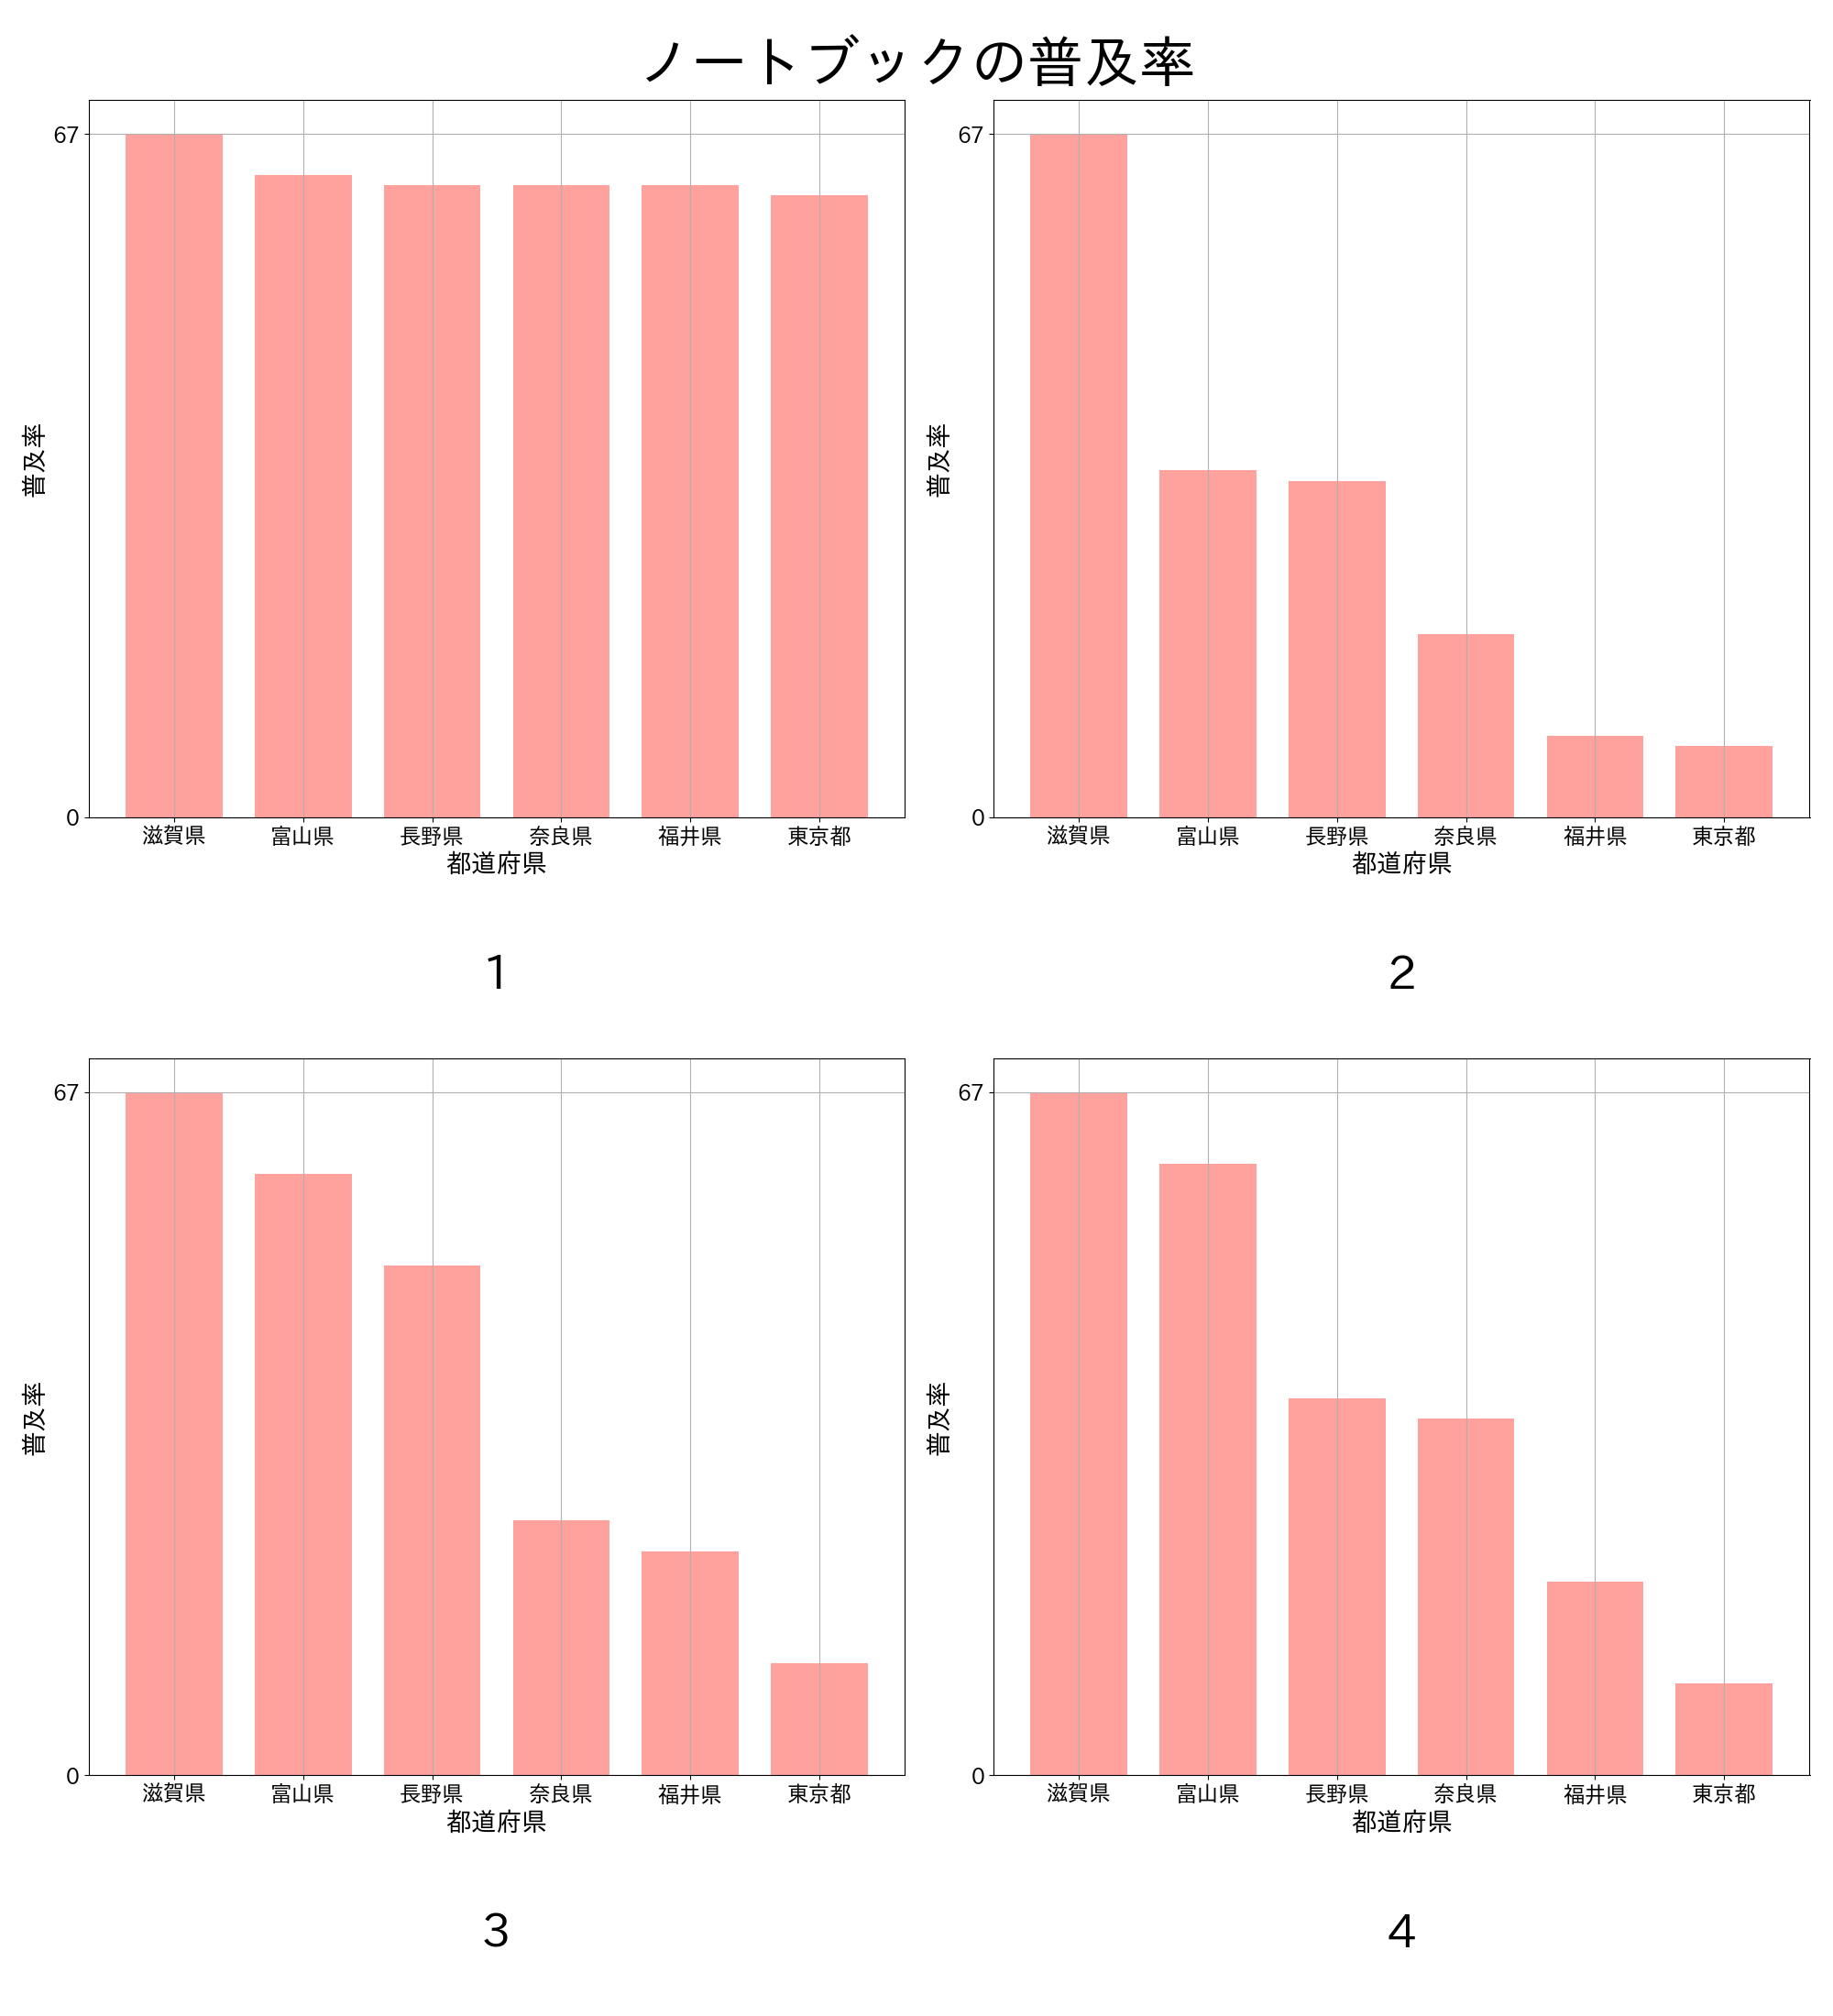 ノートブックの普及率
67
0
普及率
滋賀県 富山県 長野県 奈良県 福井県 東京都
都道府県
1
67
0
普及率
滋賀県 富山県 長野県 奈良県 福井県 東京都
都道府県
2
67
0
普及率
滋賀県 富山県 長野県 奈良県 福井県 東京都
都道府県
3
67
0
普及率
滋賀県 富山県 長野県 奈良県 福井県 東京都
都道府県
4